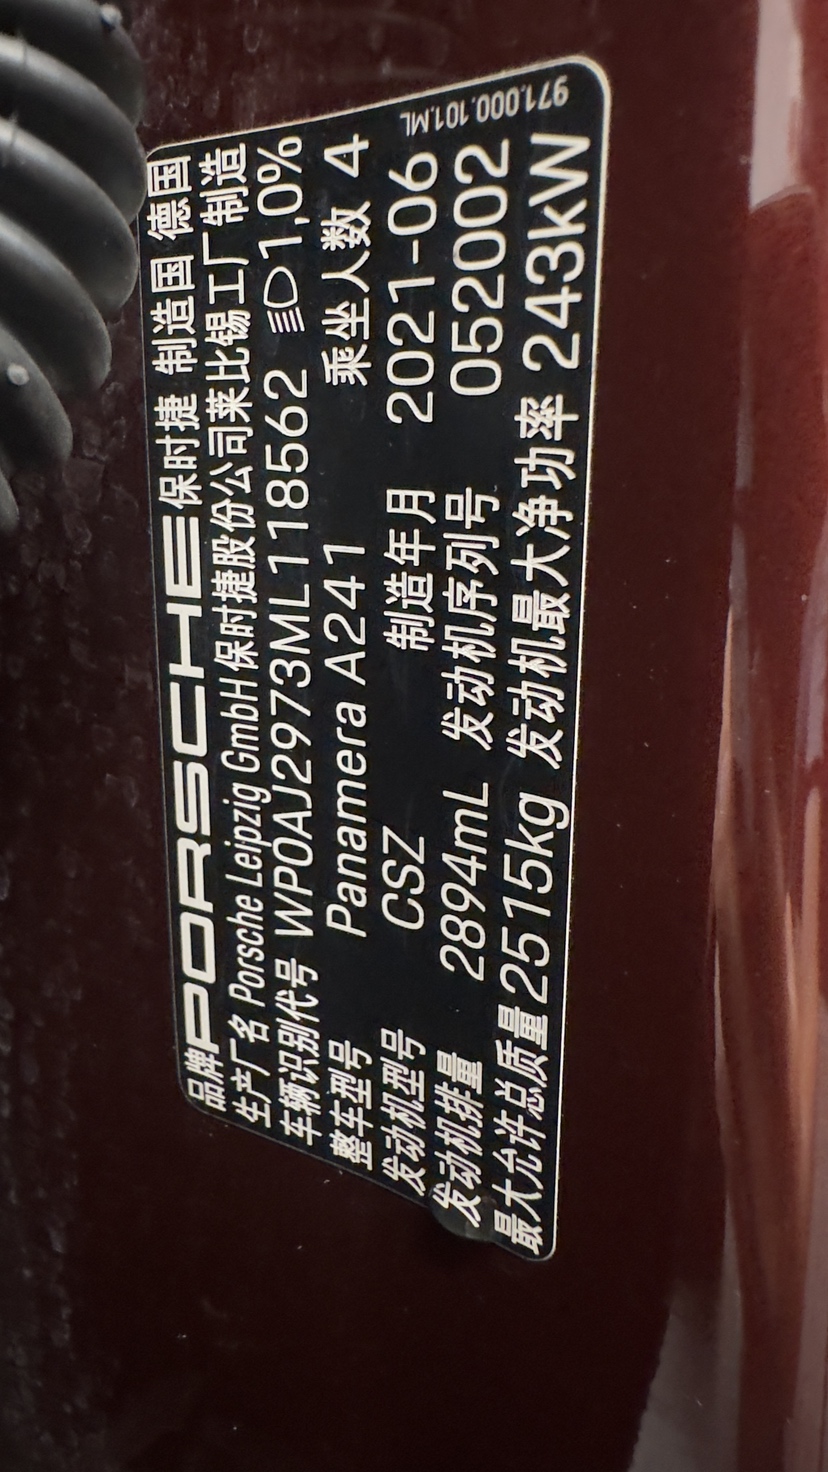 971.000.101.ML
品牌 PORSCHE 保时捷 制造国 德国
生产厂名 Porsche Leipzig GmbH 保时捷股份公司莱比锡工厂制造
车辆识别代号 WP0AJ2973ML118562 1,0%
整车型号 Panamera A241 乘坐人数 4
发动机型号 CSZ 制造年月 2021-06
发动机排量 2894mL 发动机序列号 052002
最大允许总质量 2515kg 发动机最大净功率 243kW